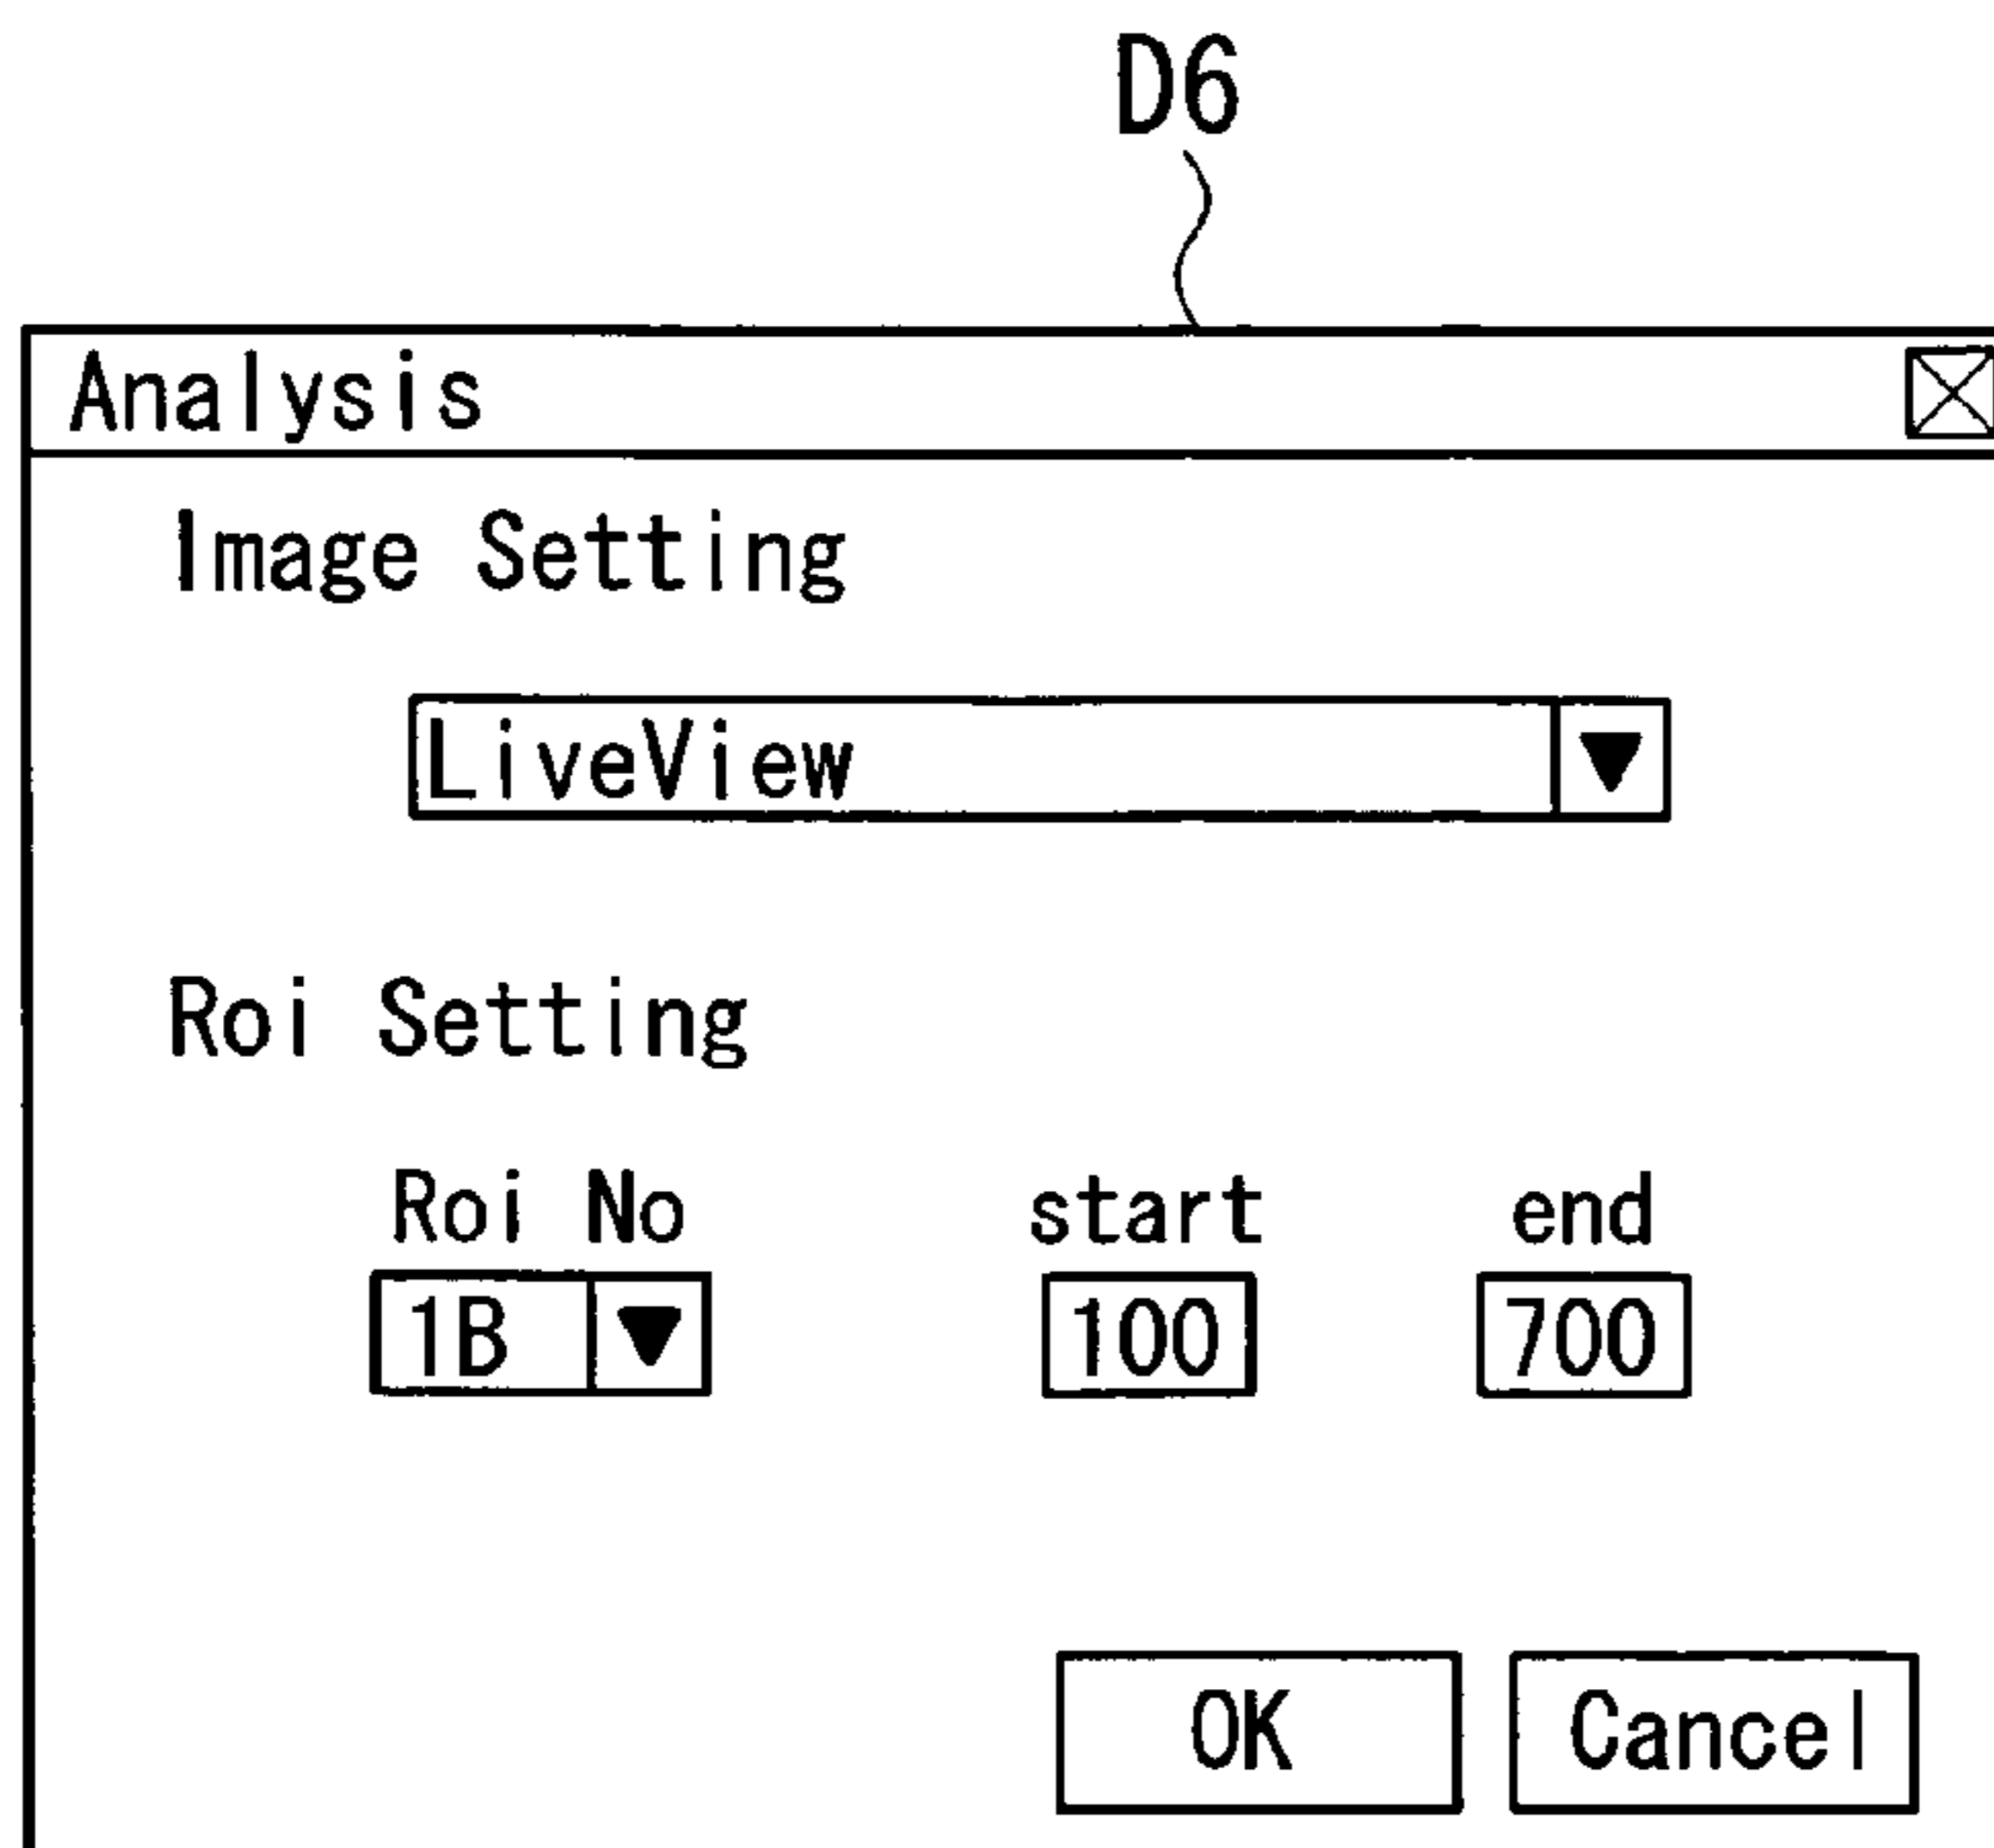 D6
Analysis
Image Setting
LiveView
Roi Setting
Roi No start end
1B 100 700
OK Cancel